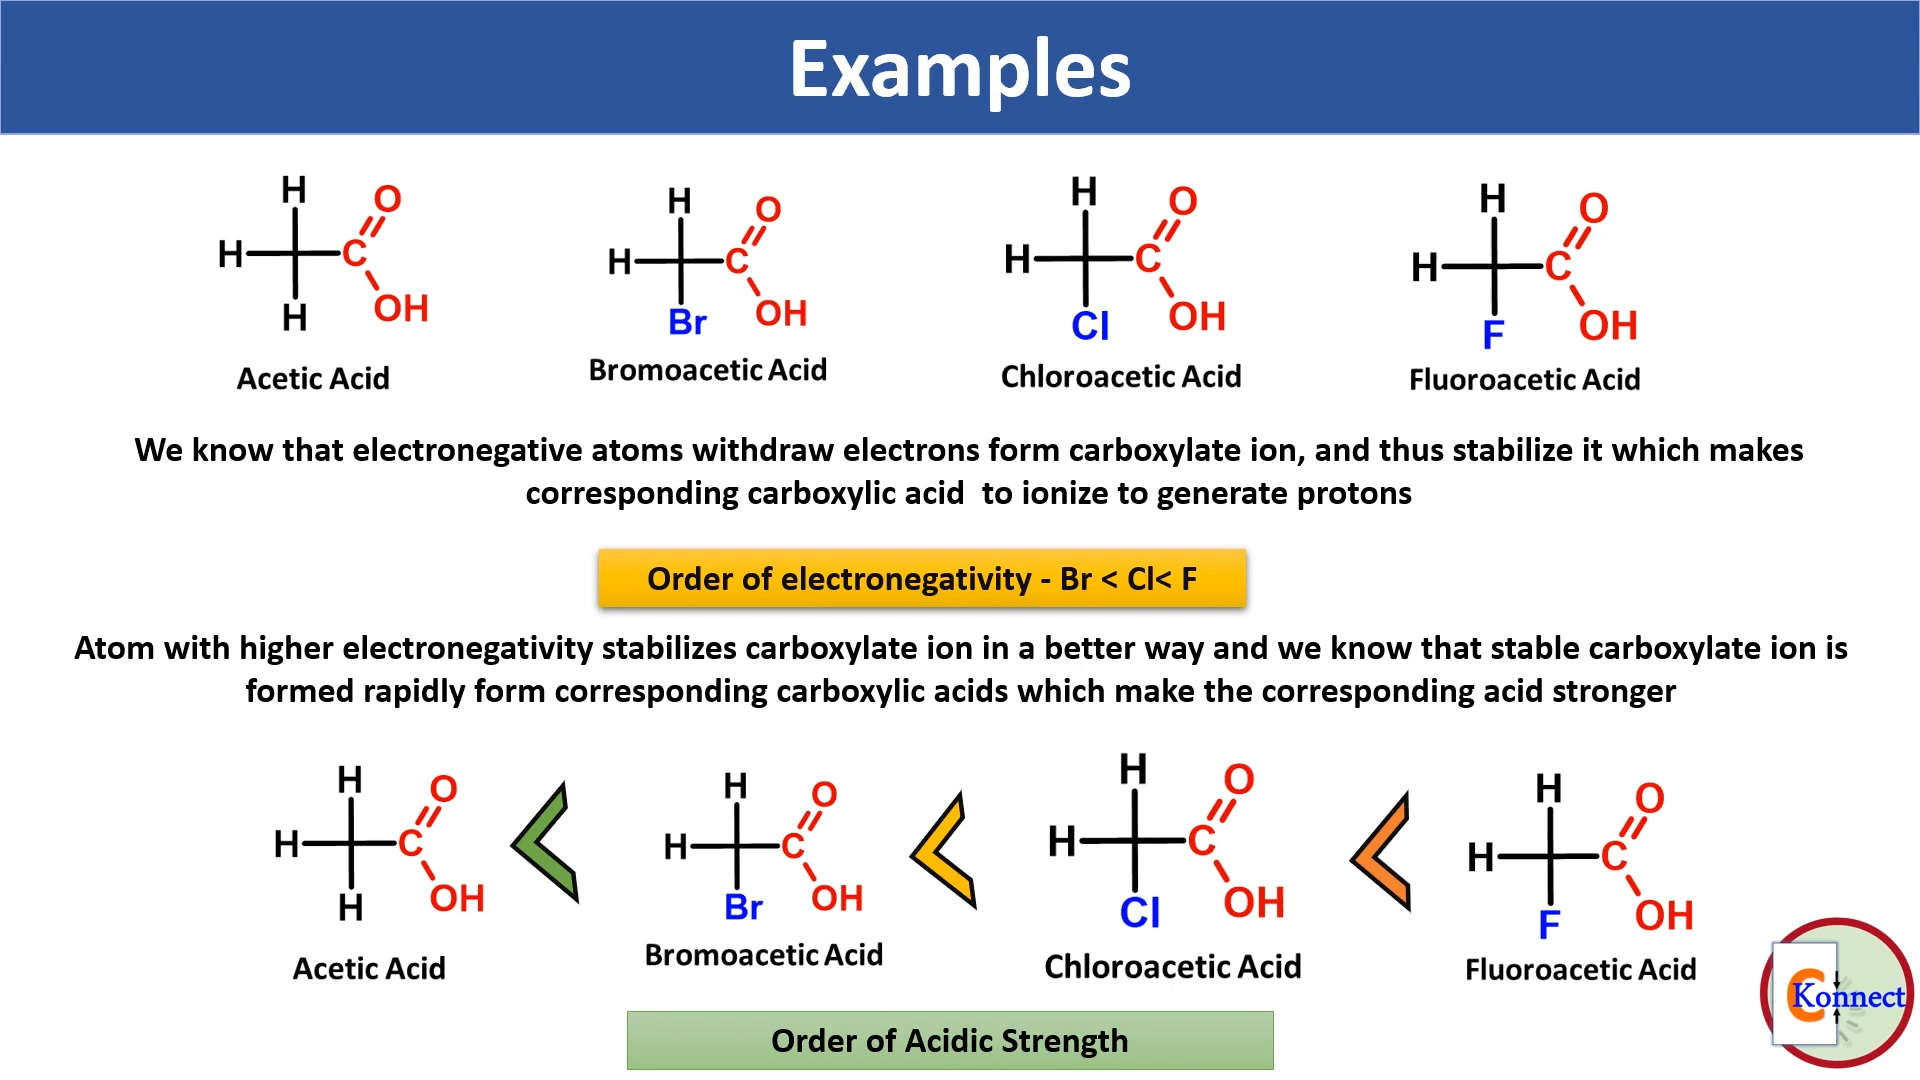 Examples
H O
H C
H OH
Acetic Acid
H O
H C
Br OH
Bromoacetic Acid
H O
H C
Cl OH
Chloroacetic Acid
H O
H C
F OH
Fluoroacetic Acid
We know that electronegative atoms withdraw electrons form carboxylate ion, and thus stabilize it which makes
corresponding carboxylic acid to ionize to generate protons
Order of electronegativity - Br < Cl< F
Atom with higher electronegativity stabilizes carboxylate ion in a better way and we know that stable carboxylate ion is
formed rapidly form corresponding carboxylic acids which make the corresponding acid stronger
H O
H C
H OH
Acetic Acid
<
H O
H C
Br OH
Bromoacetic Acid
<
H O
H C
Cl OH
Chloroacetic Acid
<
H O
H C
F OH
Fluoroacetic Acid
Order of Acidic Strength
C Konnect